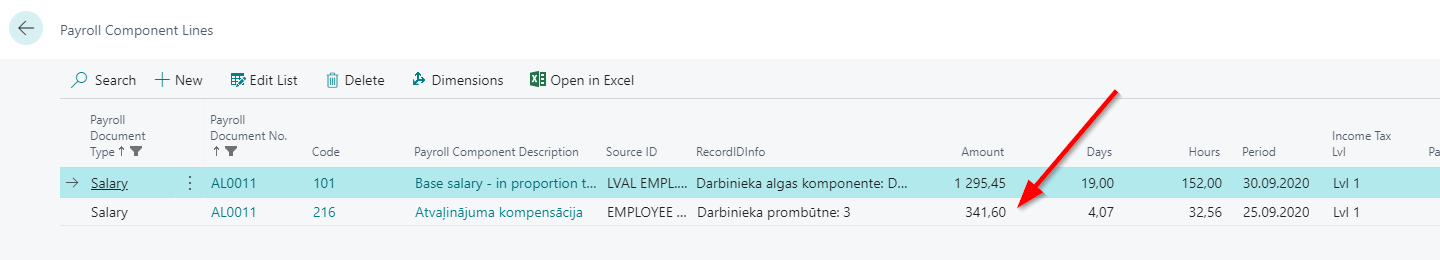 Payroll Component Lines
Search New Edit List Delete Dimensions Open in Excel
Payroll Document Type Payroll Document No. Code Payroll Component Description Source ID RecordIDInfo Amount Days Hours Period Income Tax Lvl Pa
Salary AL0011 101 Base salary - in proportion t... LVAL EMPL.... Darbinieka algas komponente: D... 1 295,45 19,00 152,00 30.09.2020 Lvl 1
Salary AL0011 216 Atvaļinājuma kompensācija EMPLOYEE ... Darbinieka prombūtne: 3 341,60 4,07 32,56 25.09.2020 Lvl 1